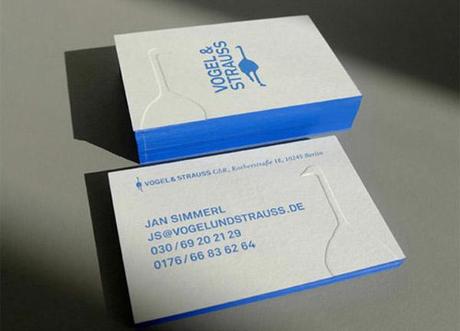 VOGEL &
STRAUSS
VOGEL & STRAUSS GbR, Kocherstraße 18, 10245 Berlin
JAN SIMMERL
JS@VOGELUNDSTRAUSS.DE
030 / 69 20 21 29
0176 / 66 83 62 64